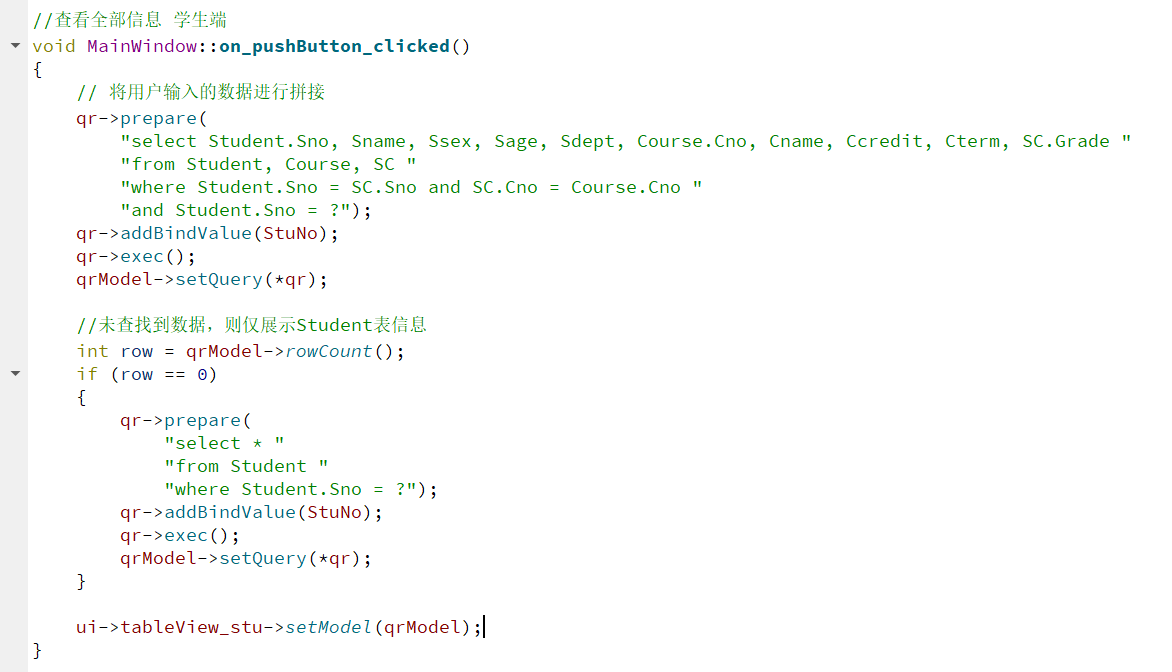 //查看全部信息 学生端
void MainWindow::on_pushButton_clicked()
{
    // 将用户输入的数据进行拼接
    qr->prepare(
        "select Student.Sno, Sname, Ssex, Sage, Sdept, Course.Cno, Cname, Ccredit, Cterm, SC.Grade "
        "from Student, Course, SC "
        "where Student.Sno = SC.Sno and SC.Cno = Course.Cno "
        "and Student.Sno = ?");
    qr->addBindValue(StuNo);
    qr->exec();
    qrModel->setQuery(*qr);

    //未查找到数据，则仅展示Student表信息
    int row = qrModel->rowCount();
    if (row == 0)
    {
        qr->prepare(
            "select * "
            "from Student "
            "where Student.Sno = ?");
        qr->addBindValue(StuNo);
        qr->exec();
        qrModel->setQuery(*qr);
    }

    ui->tableView_stu->setModel(qrModel);
}